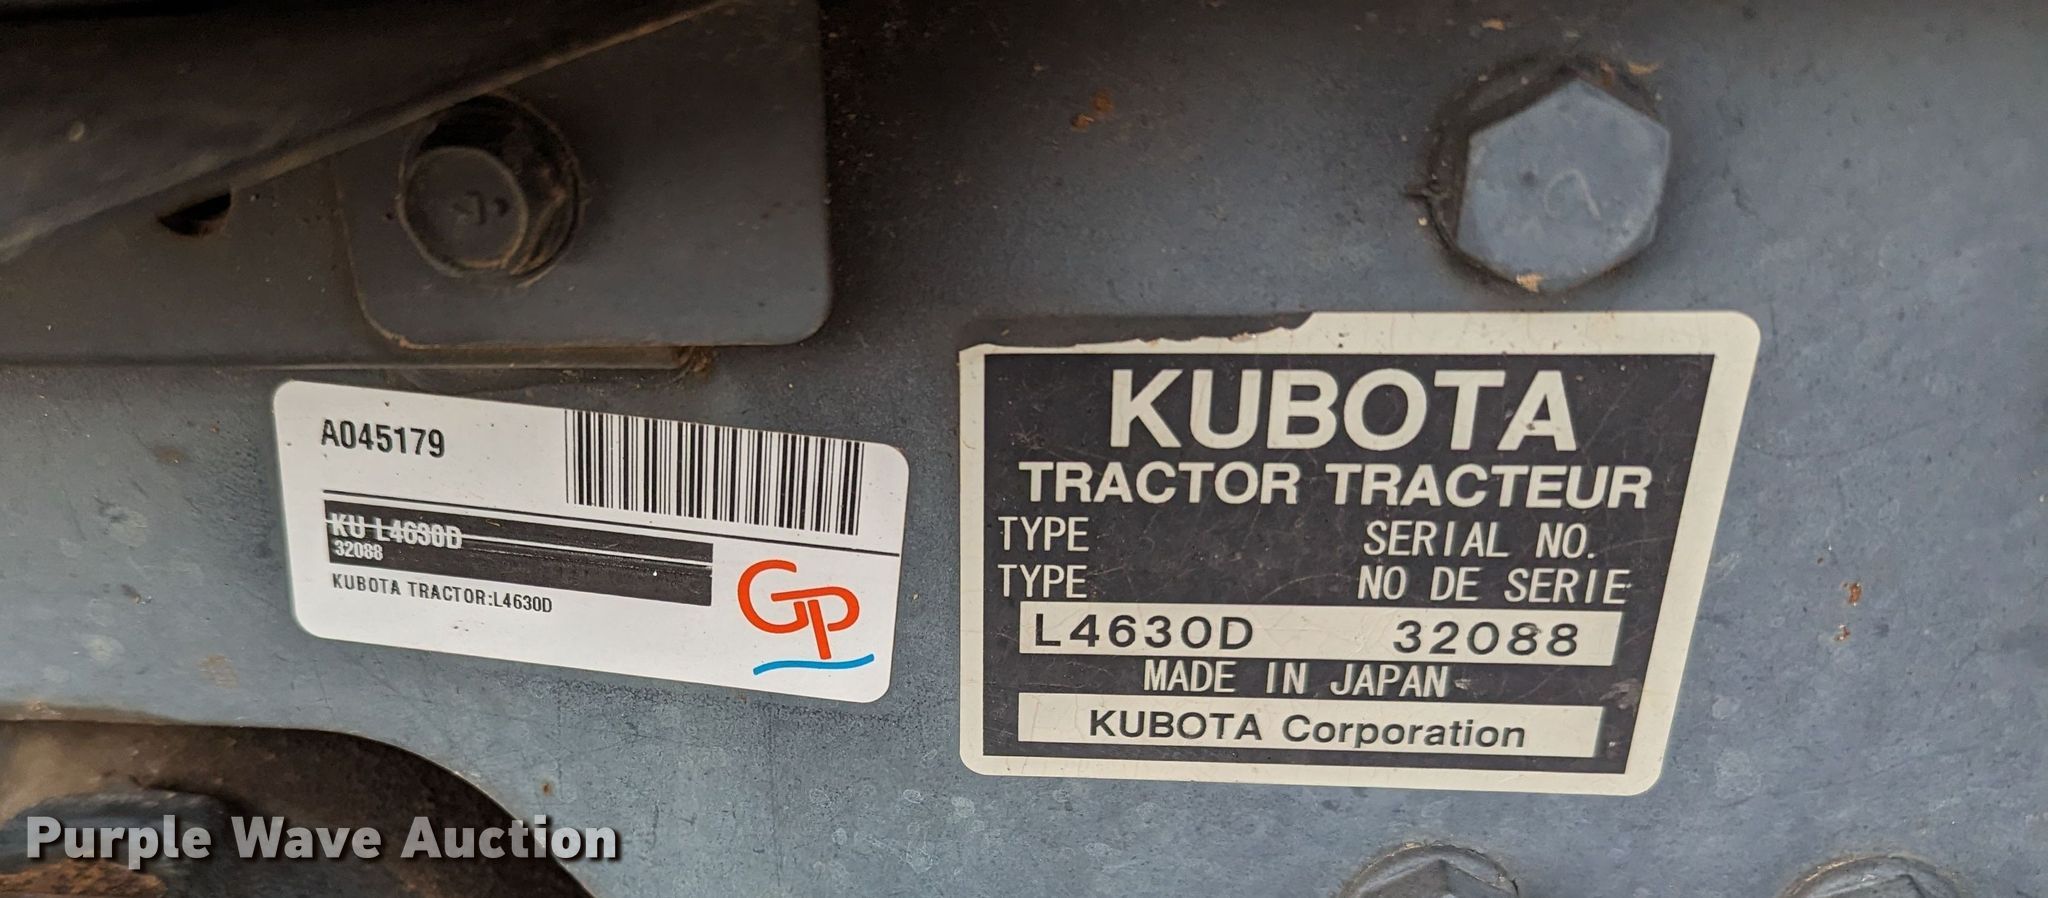 A045179
KU L4630D
32088
KUBOTA TRACTOR:L4630D
GP
KUBOTA
TRACTOR TRACTEUR
TYPE SERIAL NO.
TYPE NO DE SERIE
L4630D 32088
MADE IN JAPAN
KUBOTA Corporation
7
Purple Wave Auction